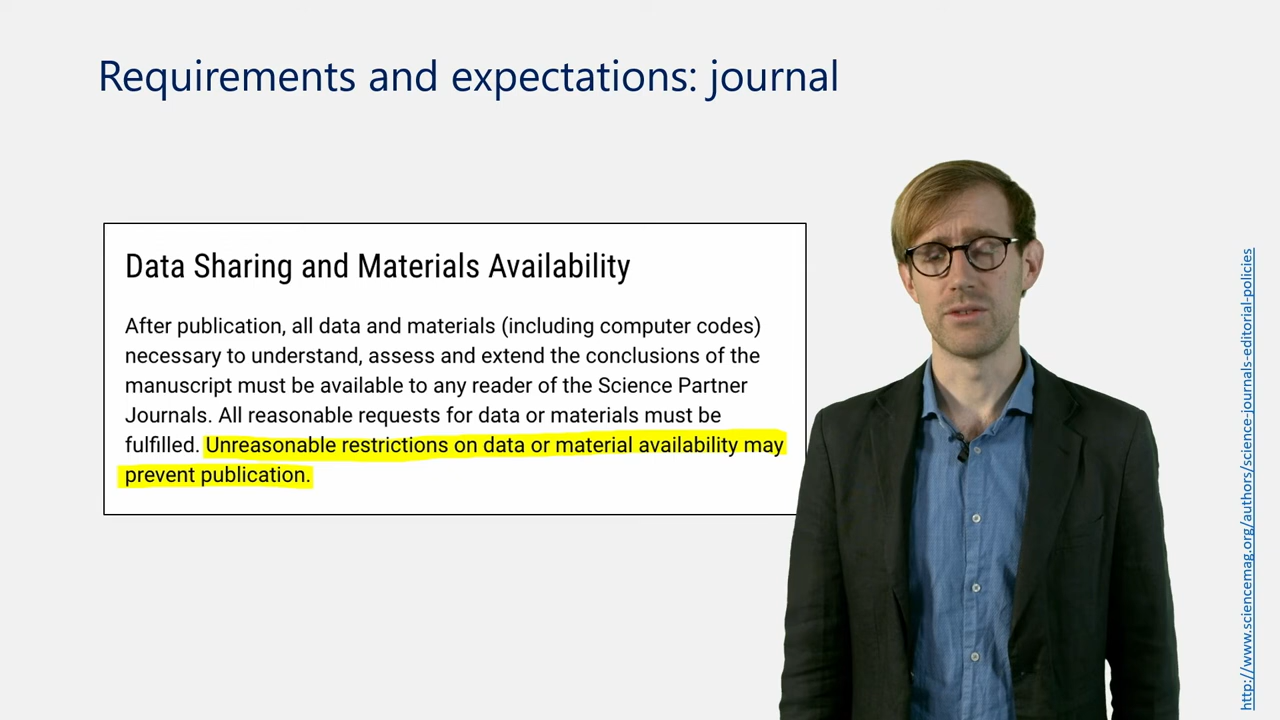 Requirements and expectations: journal
Data Sharing and Materials Availability
After publication, all data and materials (including computer codes)
necessary to understand, assess and extend the conclusions of the
manuscript must be available to any reader of the Science Partner
Journals. All reasonable requests for data or materials must be
fulfilled. Unreasonable restrictions on data or material availability may
prevent publication.
http://www.sciencemag.org/authors/science-journals-editorial-policies